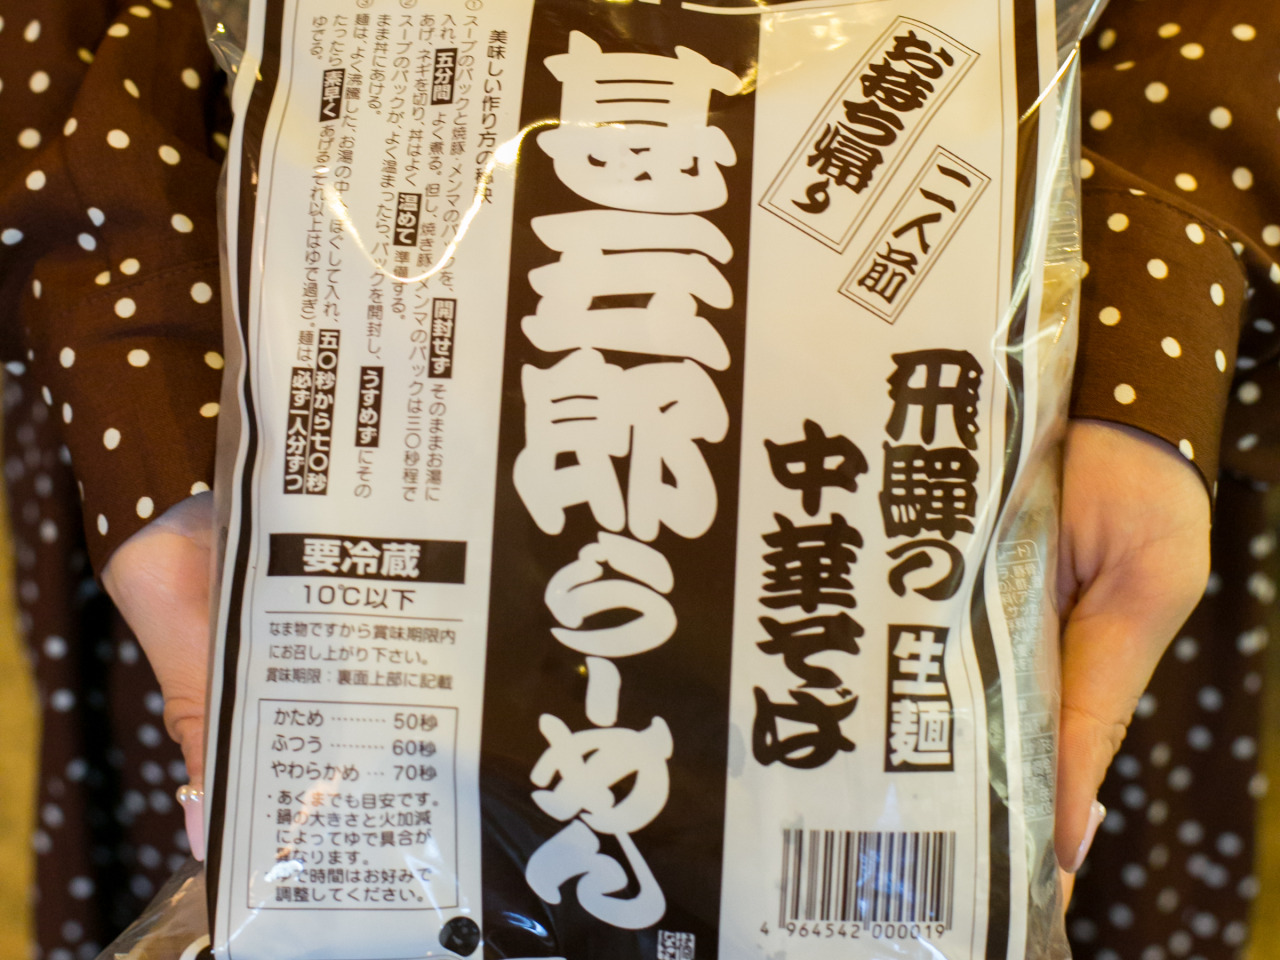 お持ち帰り
二人前
飛騨の
生麺
中華そば
甚五郎らーめん
美味しい作り方の秘訣
①スープのパックと焼豚・メンマのパックを、開封せずそのままお湯に
入れ、五分間よく煮る。但し、焼き豚・メンマのパックは三〇秒程で
あげ、ネギを切り、丼はよく温めて準備する。
②スープのパックが、よく温まったら、パックを開封し、うすめずにその
まま丼にあける。
③麺は、よく沸騰した、お湯の中へほぐして入れ、五〇秒から七〇秒
たったら素早くあげる(これ以上はゆで過ぎ)。麺は必ず一人分ずつ
ゆでる。
要冷蔵
10℃以下
なま物ですから賞味期限内
にお召し上がり下さい。
賞味期限:裏面上部に記載
かため ……… 50秒
ふつう ……… 60秒
やわらかめ … 70秒
・あくまでも目安です。
・鍋の大きさと火加減
によってゆで具合が
異なります。
ゆで時間はお好みで
調整してください。
4 964542 000019